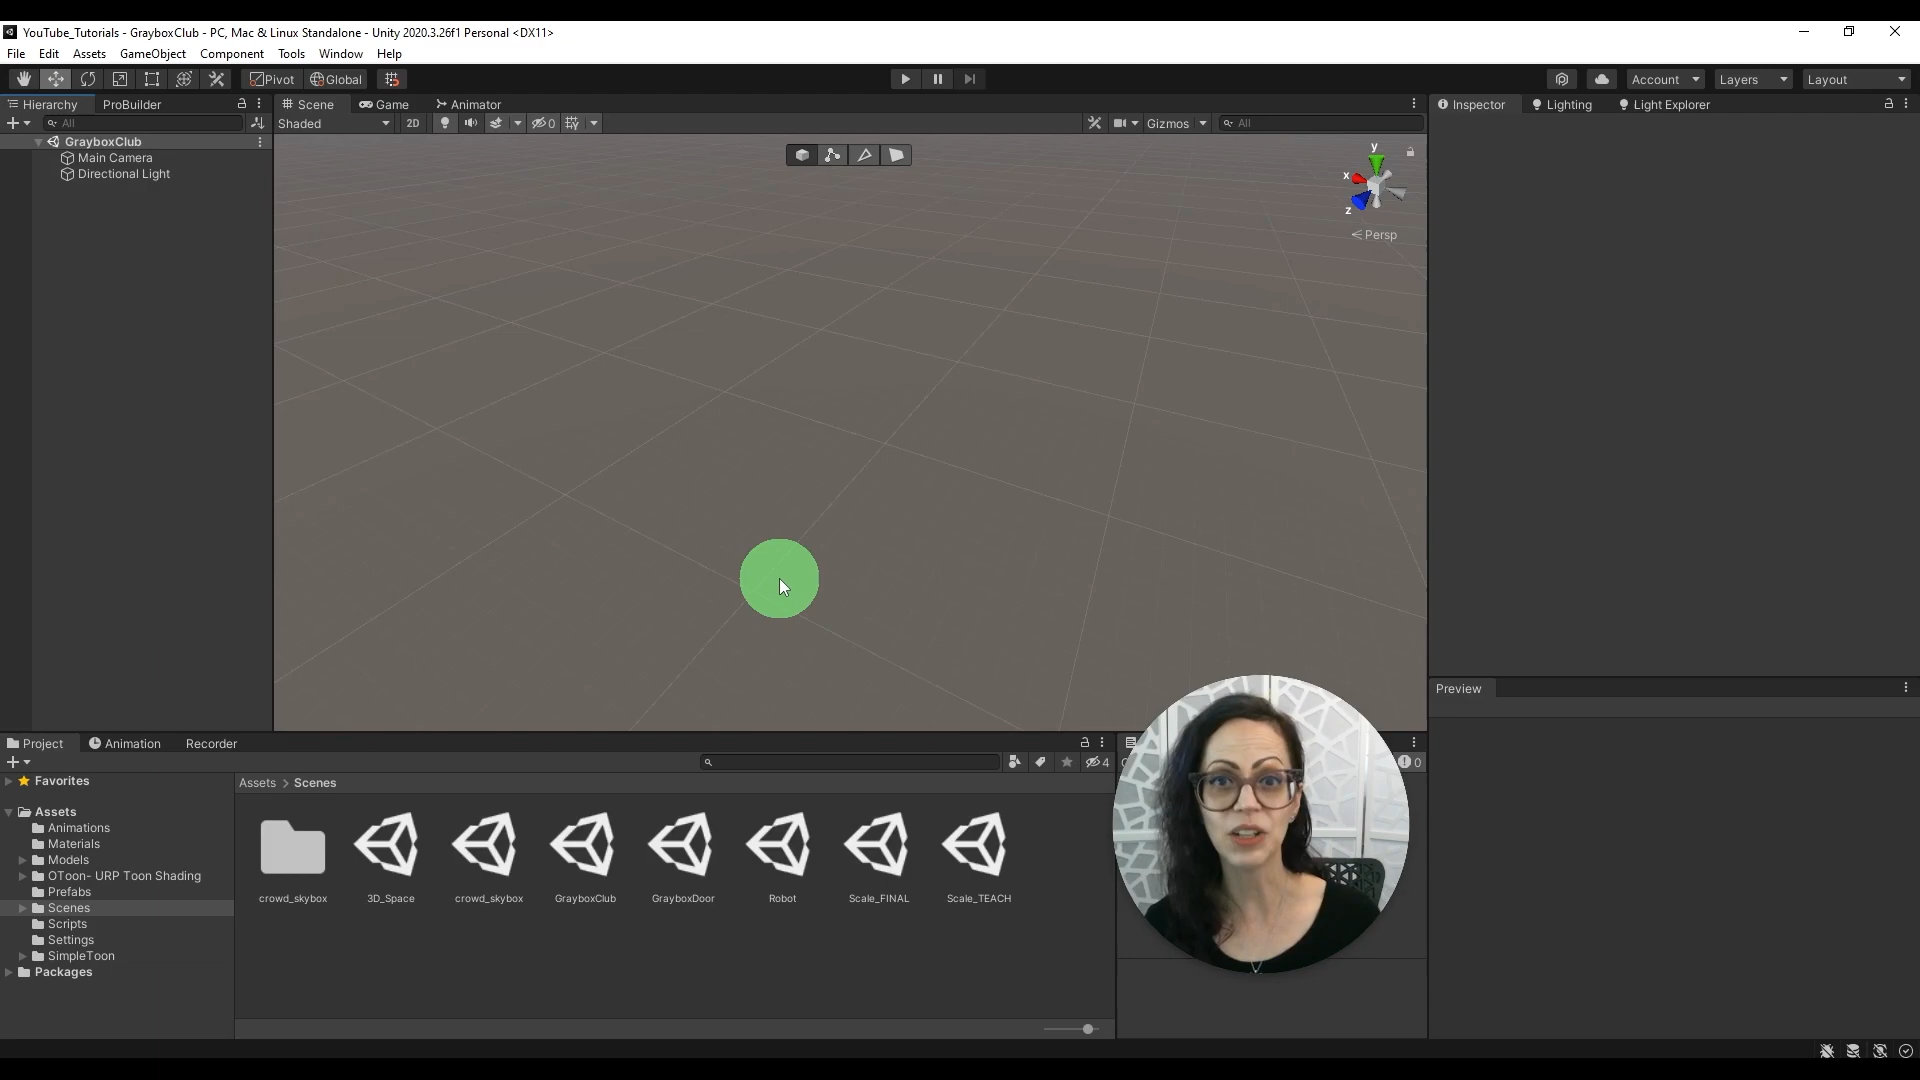 YouTube_Tutorials - GrayboxClub - PC, Mac & Linux Standalone - Unity 2020.3.26f1 Personal <DX11>
File Edit Assets GameObject Component Tools Window Help
Pivot Global Account Layers Layout
Hierarchy ProBuilder Scene Game Animator Inspector Lighting Light Explorer
All Shaded 2D 0 Gizmos All
GrayboxClub
Main Camera
Directional Light
y
x
z
Persp
Preview
Project Animation Recorder
4 0
Favorites
Assets > Scenes
Assets
Animations
Materials
Models
OToon- URP Toon Shading
Prefabs
Scenes
Scripts
Settings
SimpleToon
Packages
crowd_skybox 3D_Space crowd_skybox GrayboxClub GrayboxDoor Robot Scale_FINAL Scale_TEACH